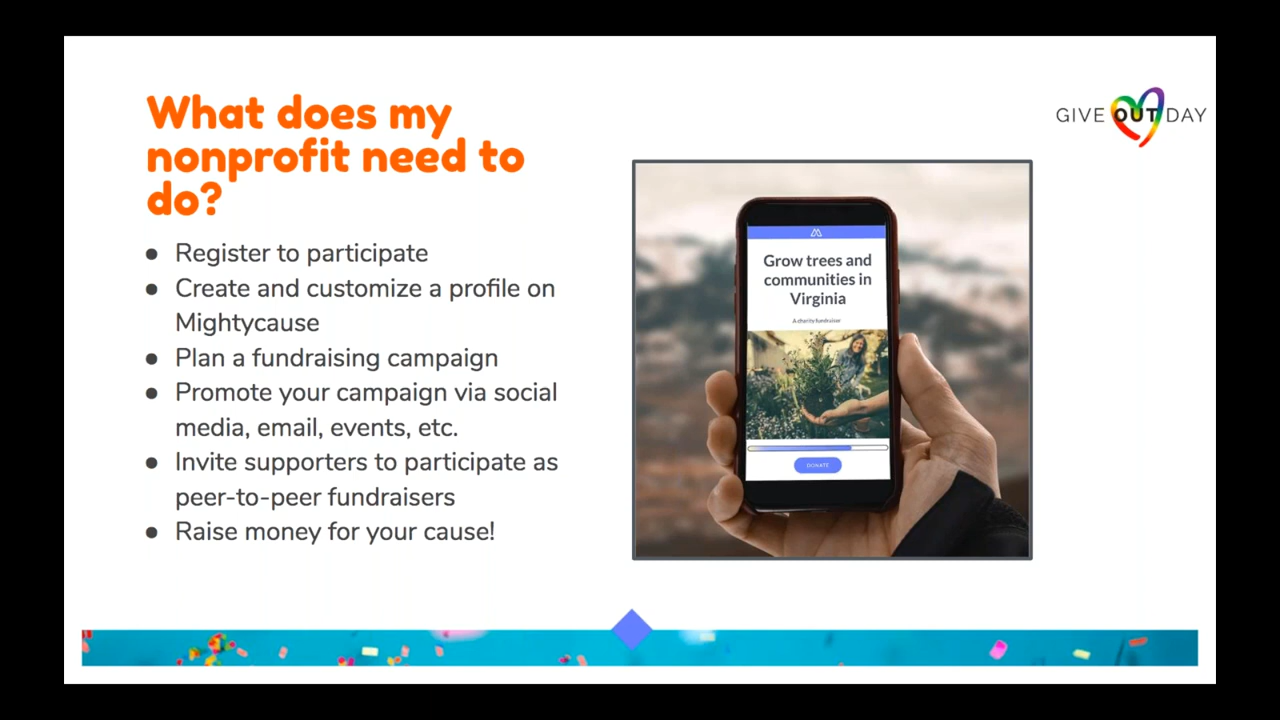 What does my
nonprofit need to
do?
GIVE OUT DAY
● Register to participate
● Create and customize a profile on
Mightycause
● Plan a fundraising campaign
● Promote your campaign via social
media, email, events, etc.
● Invite supporters to participate as
peer-to-peer fundraisers
● Raise money for your cause!
Grow trees and
communities in
Virginia
A charity fundraiser
DONATE